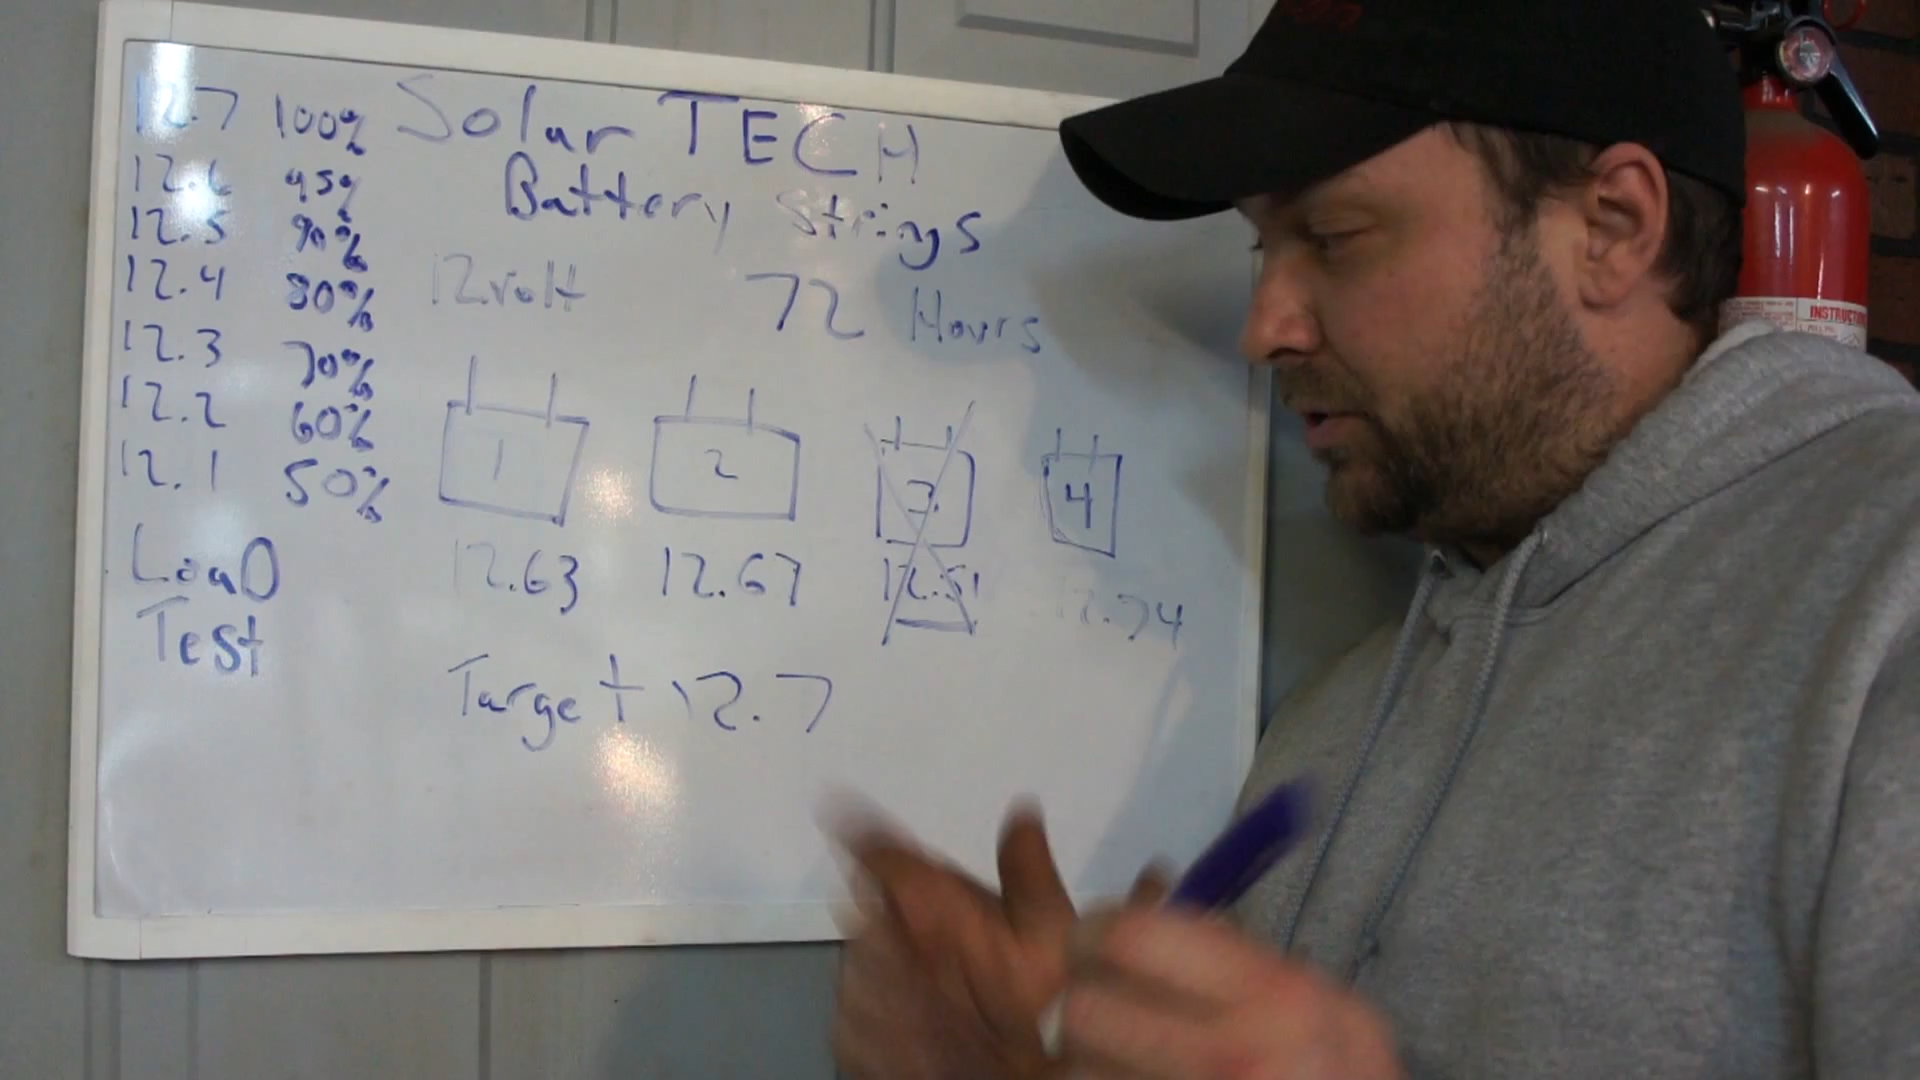 Solar TECH
Battery Strings
12.7 100%
12.6 95%
12.5 90%
12.4 80%
12.3 70%
12.2 60%
12.1 50%
Load
Test
12volt
72 Hours
1
2
3
4
12.63
12.67
12.51
12.74
Target 12.7